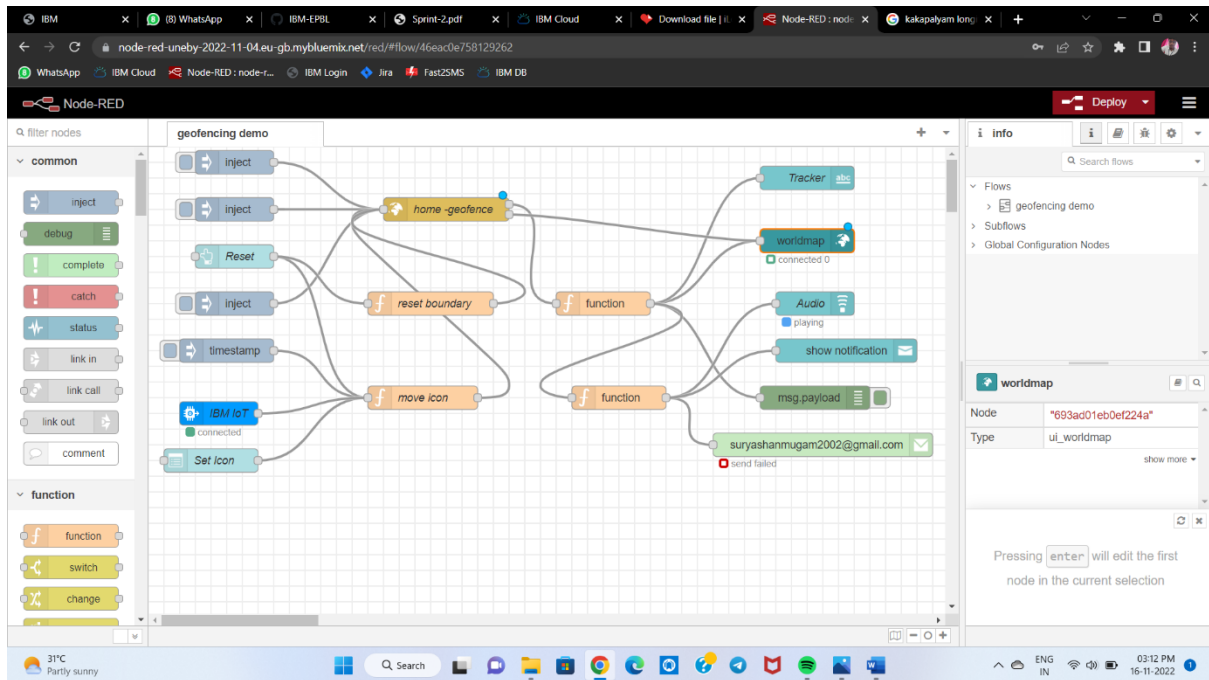 IBM
(8) WhatsApp
IBM-EPBL
Sprint-2.pdf
IBM Cloud
Download file | iL
Node-RED : node
kakapalyam long
node-red-uneby-2022-11-04.eu-gb.mybluemix.net/red/#flow/46eac0e758129262
WhatsApp
IBM Cloud
Node-RED : node-r...
IBM Login
Jira
Fast2SMS
IBM DB
Node-RED
Deploy
filter nodes
geofencing demo
i info
common
inject
debug
complete
catch
status
link in
link call
link out
comment
function
function
switch
change
inject
inject
Reset
inject
timestamp
IBM IoT
connected
Set Icon
home -geofence
reset boundary
move icon
function
function
Tracker abc
worldmap
connected 0
Audio
playing
show notification
msg.payload
suryashanmugam2002@gmail.com
send failed
Search flows
Flows
geofencing demo
Subflows
Global Configuration Nodes
worldmap
Node "693ad01eb0ef224a"
Type ui_worldmap
show more
Pressing enter will edit the first
node in the current selection
31°C
Partly sunny
Search
ENG
IN
03:12 PM
16-11-2022
1